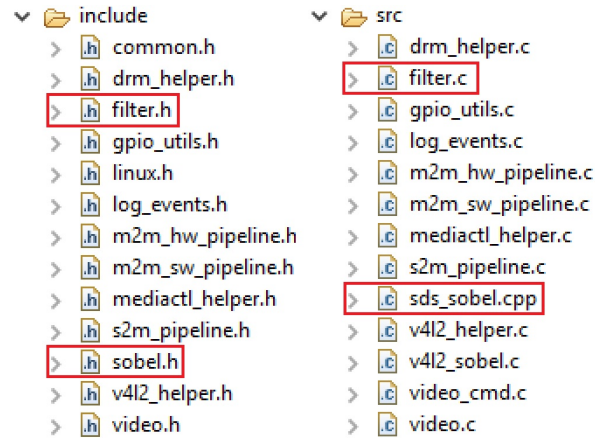 include
common.h
drm_helper.h
filter.h
gpio_utils.h
linux.h
log_events.h
m2m_hw_pipeline.h
m2m_sw_pipeline.h
mediactl_helper.h
s2m_pipeline.h
sobel.h
v4l2_helper.h
video.h
src
drm_helper.c
filter.c
gpio_utils.c
log_events.c
m2m_hw_pipeline.c
m2m_sw_pipeline.c
mediactl_helper.c
s2m_pipeline.c
sds_sobel.cpp
v4l2_helper.c
v4l2_sobel.c
video_cmd.c
video.c